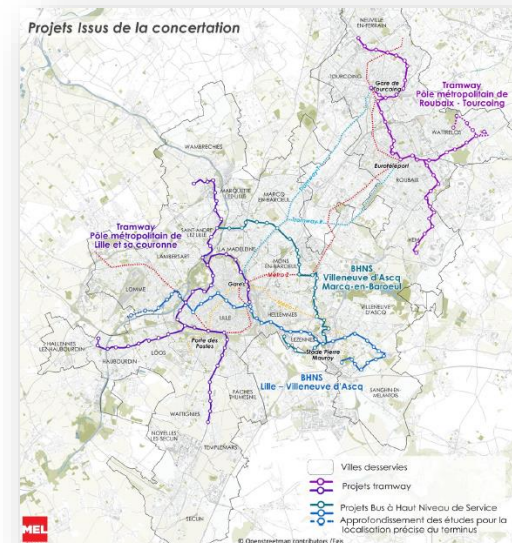 Projets Issus de la concertation
NEUVILLE
EN-FERRAIN
TOURCOING
Gare de
Tourcoing
Tramway
Pôle métropolitain de
Roubaix - Tourcoing
WATTRELOS
WAMBRECHIES
Eurotéléport
ROUBAIX
MARQUETTE
LEZ-LILLE
MARCQ
EN-BAROEUL
Tramway
Pôle métropolitain de
Lille et sa couronne
SAINT-ANDRE
LEZ LILLE
HEM
LA MADELEINE
LAMBERSART
BHNS
Villeneuve d'Ascq
Marcq-en-Baroeul
MONS
EN-BAROEUL
Gares
LOMME
VILLENEUVE
D'ASCQ
LILLE
HELLEMMES
HALLENNES
LEZ-HAUBOURDIN
LEZENNES
Stade Pierre
Mauroy
Porte des
Postes
LOOS
HAUBOURDIN
BHNS
Lille - Villeneuve d'Ascq
SAINGHIN-EN
MELANTOIS
FACHES
THUMESNIL
WATTIGNIES
NOYELLES
LES-SECLIN
TEMPLEMARS
SECLIN
Villes desservies
Projets tramway
Projets Bus à Haut Niveau de Service
Approfondissement des études pour la
localisation précise du terminus
MEL